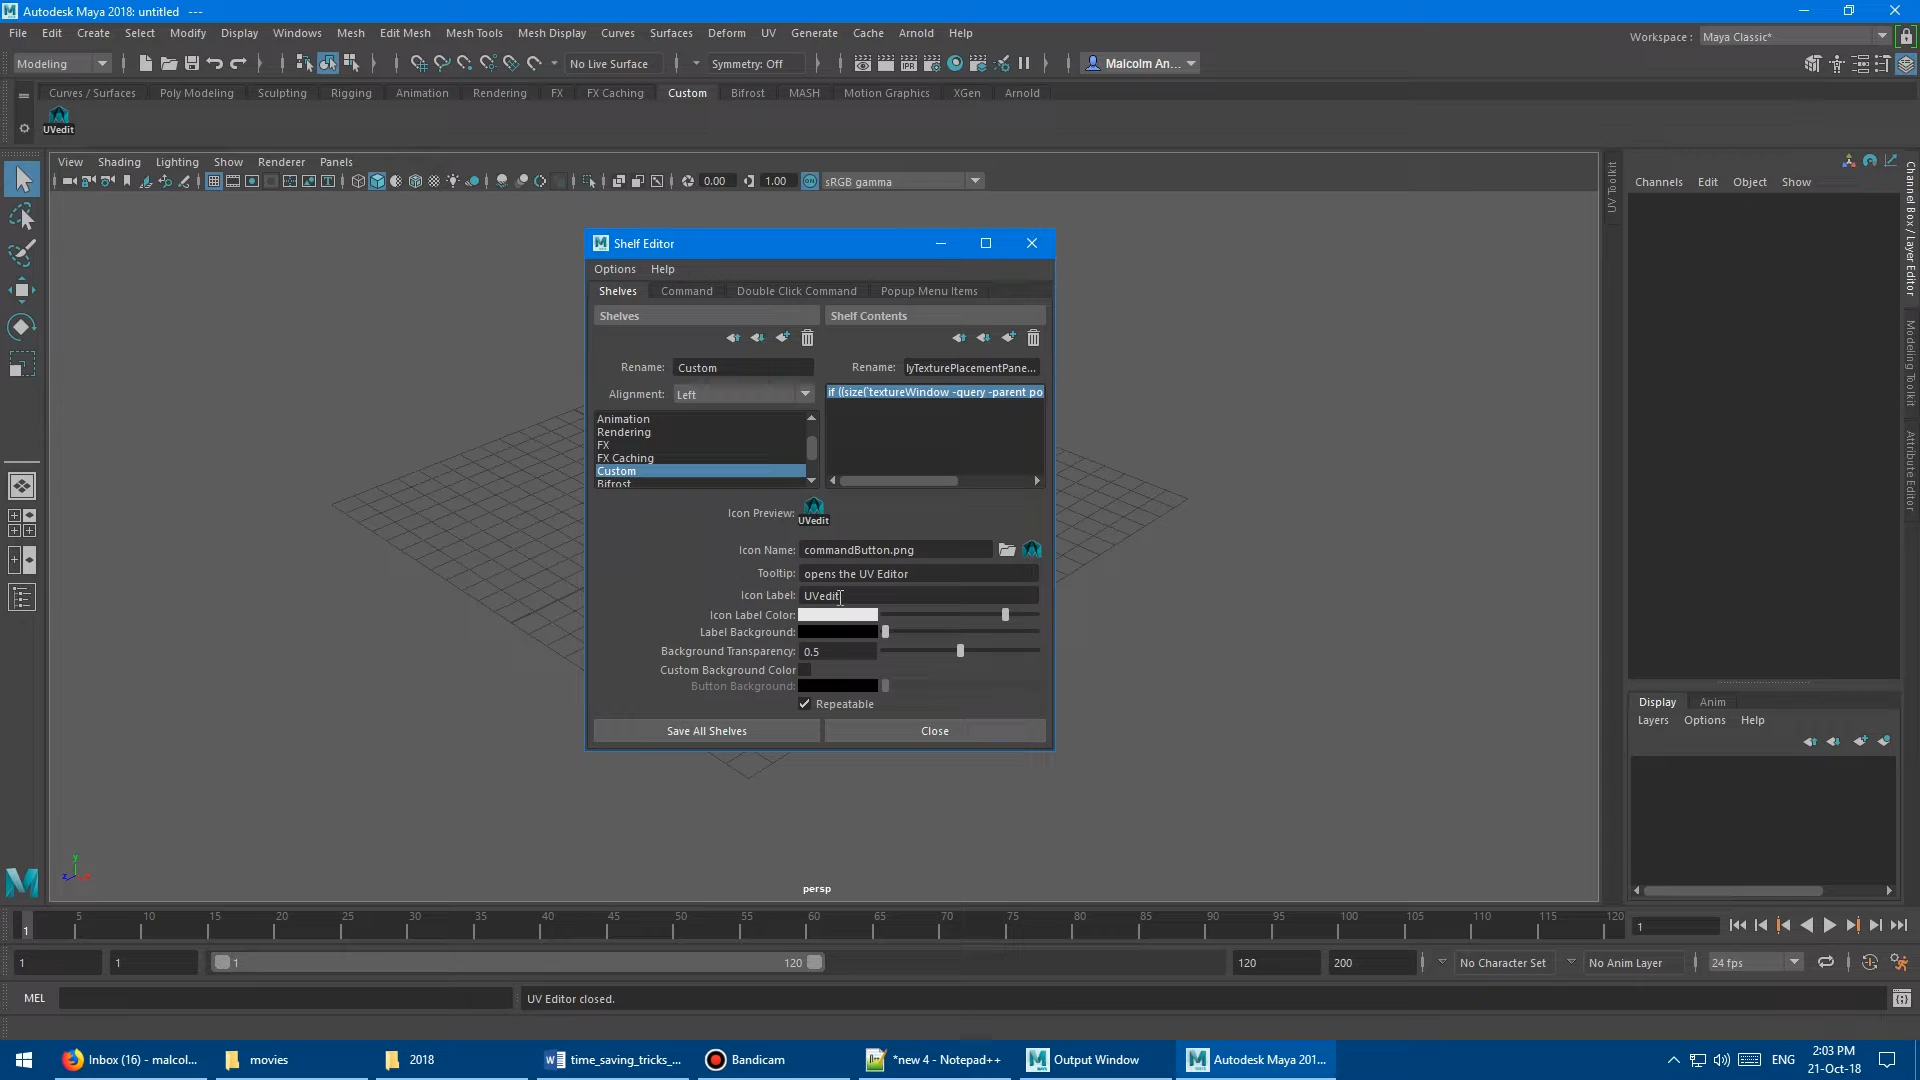 Autodesk Maya 2018: untitled ---
File Edit Create Select Modify Display Windows Mesh Edit Mesh Mesh Tools Mesh Display Curves Surfaces Deform UV Generate Cache Arnold Help
Workspace : Maya Classic*
Modeling No Live Surface Symmetry: Off Malcolm An...
Curves / Surfaces Poly Modeling Sculpting Rigging Animation Rendering FX FX Caching Custom Bifrost MASH Motion Graphics XGen Arnold
UVedit
View Shading Lighting Show Renderer Panels
0.00 1.00 ON sRGB gamma
UV Toolkit
Channels Edit Object Show
Channel Box / Layer Editor
Modeling Toolkit
Attribute Editor
Shelf Editor
Options Help
Shelves Command Double Click Command Popup Menu Items
Shelves Shelf Contents
Rename: Custom Rename: lyTexturePlacementPane...
Alignment: Left
if ((size(`textureWindow -query -parent po
Animation
Rendering
FX
FX Caching
Custom
Bifrost
Icon Preview: UVedit
Icon Name: commandButton.png
Tooltip: opens the UV Editor
Icon Label: UVedit
Icon Label Color:
Label Background:
Background Transparency: 0.5
Custom Background Color
Button Background:
Repeatable
Save All Shelves Close
Display Anim
Layers Options Help
y
z
persp
5 10 15 20 25 30 35 40 45 50 55 60 65 70 75 80 85 90 95 100 105 110 115 120
1 1
1 1 1 120 120 200 No Character Set No Anim Layer 24 fps
MEL UV Editor closed.
Inbox (16) - malcol... movies 2018 time_saving_tricks_... Bandicam *new 4 - Notepad++ Output Window Autodesk Maya 201...
ENG 2:03 PM
21-Oct-18